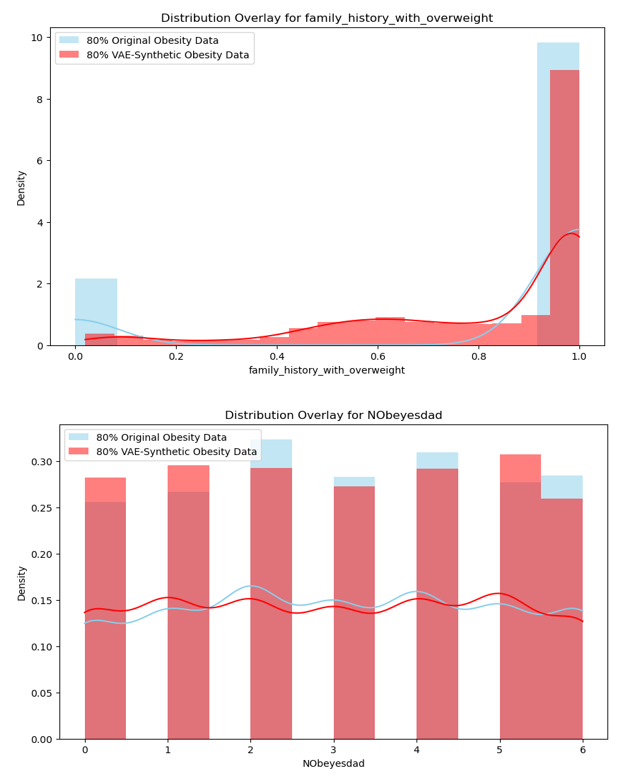 Distribution Overlay for family_history_with_overweight
80% Original Obesity Data
80% VAE-Synthetic Obesity Data
Density
10
8
6
4
2
0
0.0 0.2 0.4 0.6 0.8 1.0
family_history_with_overweight
Distribution Overlay for NObeyesdad
80% Original Obesity Data
80% VAE-Synthetic Obesity Data
Density
0.30
0.25
0.20
0.15
0.10
0.05
0.00
0 1 2 3 4 5 6
NObeyesdad